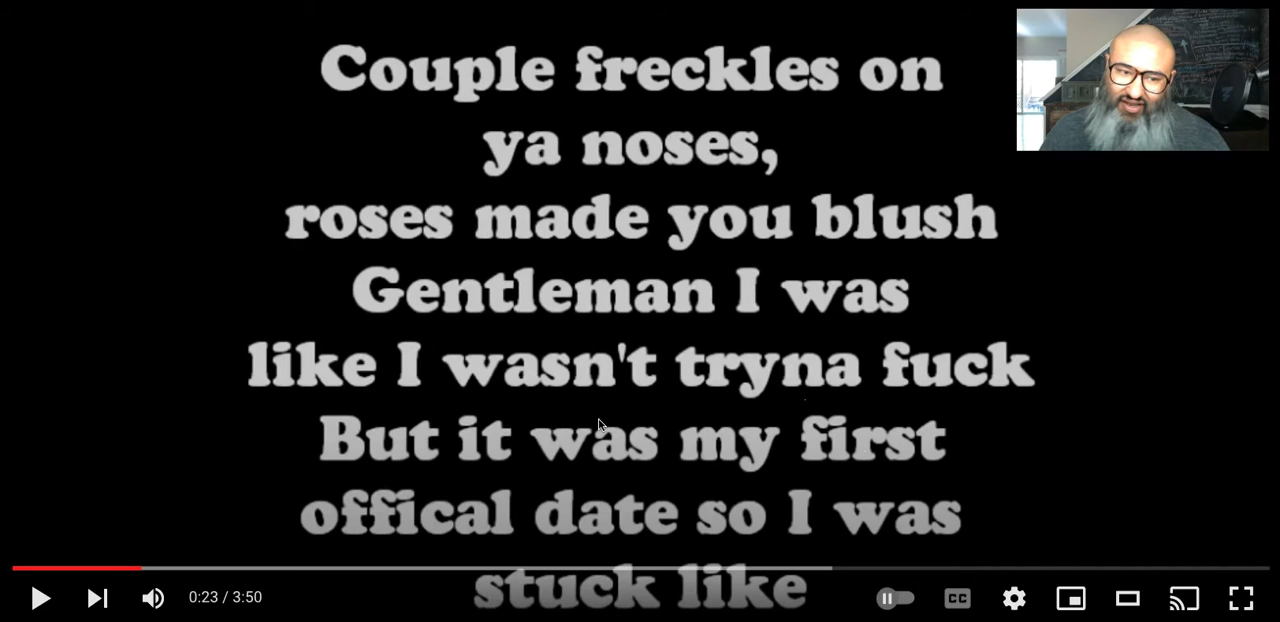 Couple freckles on
ya noses,
roses made you blush
Gentleman I was
like I wasn't tryna fuck
But it was my first
offical date so I was
stuck like
0:23 / 3:50
CC